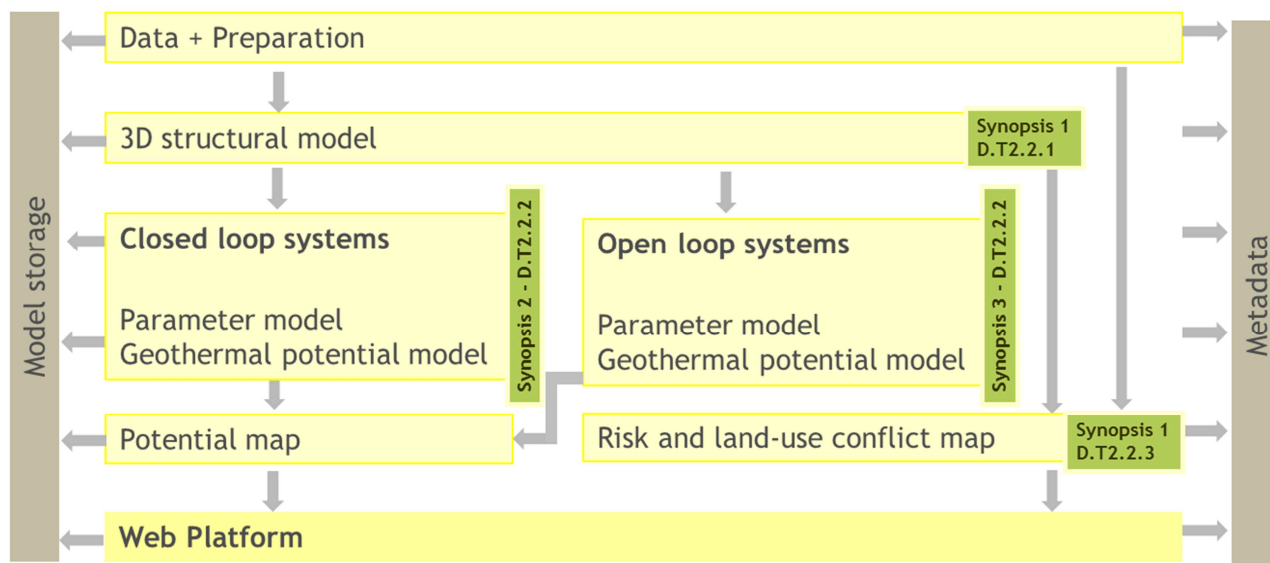 Data + Preparation
3D structural model
Synopsis 1
D.T2.2.1
Model storage
Closed loop systems
Parameter model
Geothermal potential model
Synopsis 2 - D.T2.2.2
Open loop systems
Parameter model
Geothermal potential model
Synopsis 3 - D.T2.2.2
Metadata
Potential map
Risk and land-use conflict map
Synopsis 1
D.T2.2.3
Web Platform